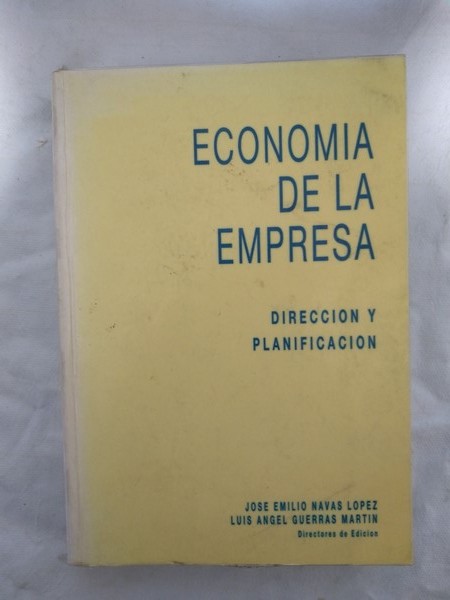 ECONOMIA
DE LA
EMPRESA
DIRECCION Y
PLANIFICACION
JOSE EMILIO NAVAS LOPEZ
LUIS ANGEL GUERRAS MARTIN
Directores de Edicion